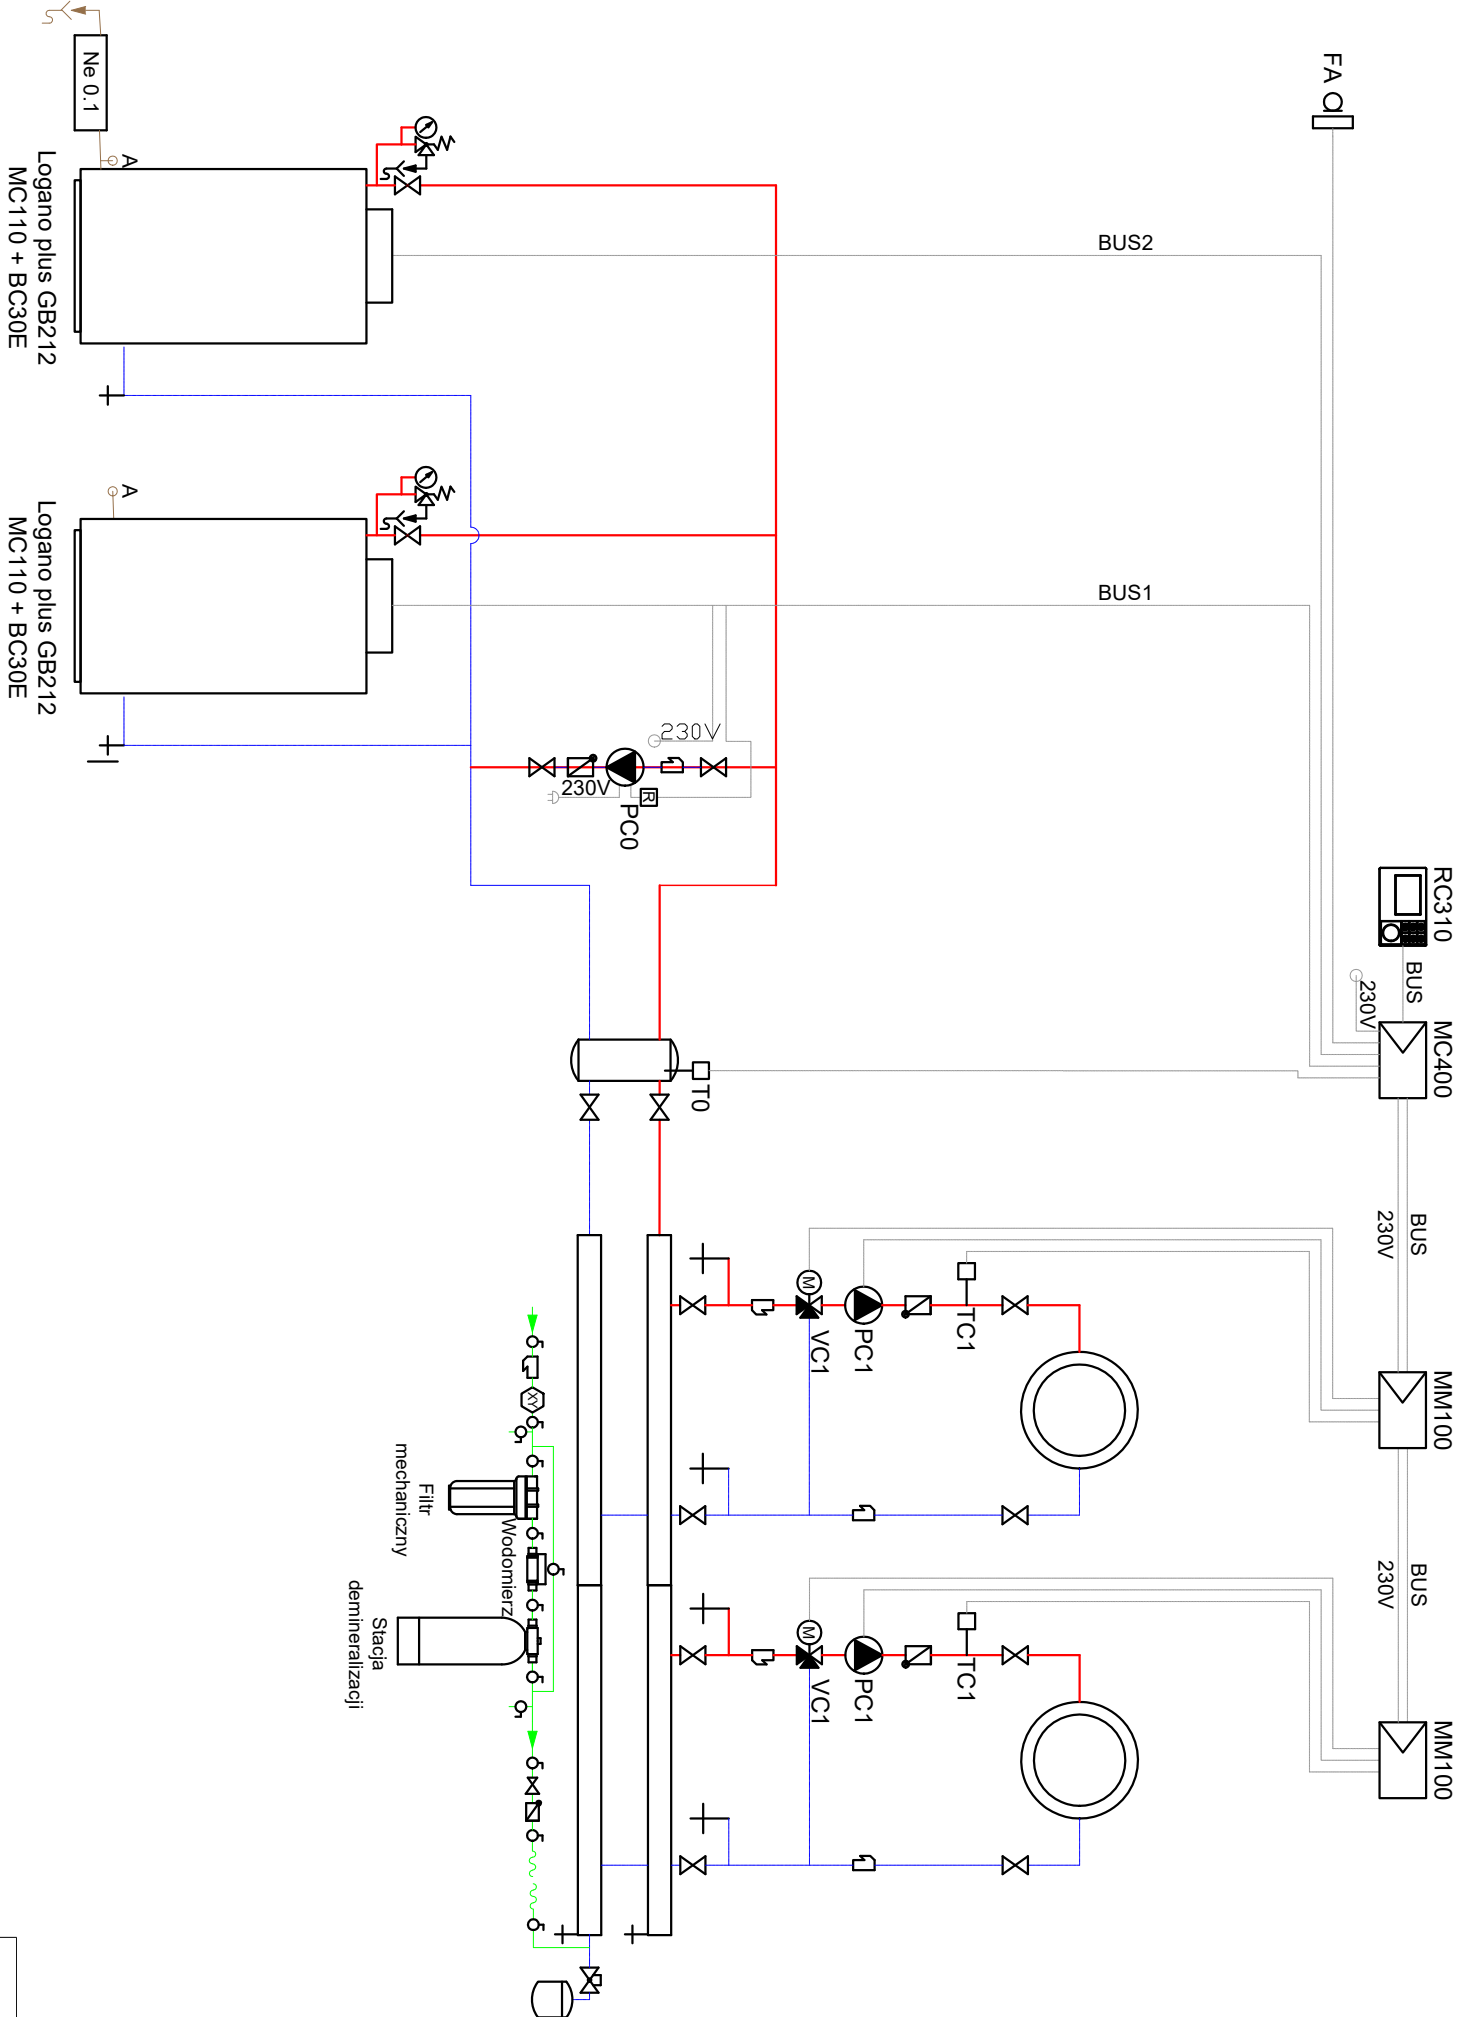 FA
BUS2
BUS1
RC310
BUS
230V
MC400
BUS
230V
MM100
BUS
230V
MM100
Ne 0.1
A
Logano plus GB212
MC110 + BC30E
A
Logano plus GB212
MC110 + BC30E
230V
230V
R
PC0
T0
M
VC1
PC1
TC1
M
VC1
PC1
TC1
XY
Filtr
mechaniczny
Wodomierz
Stacja
demineralizacji